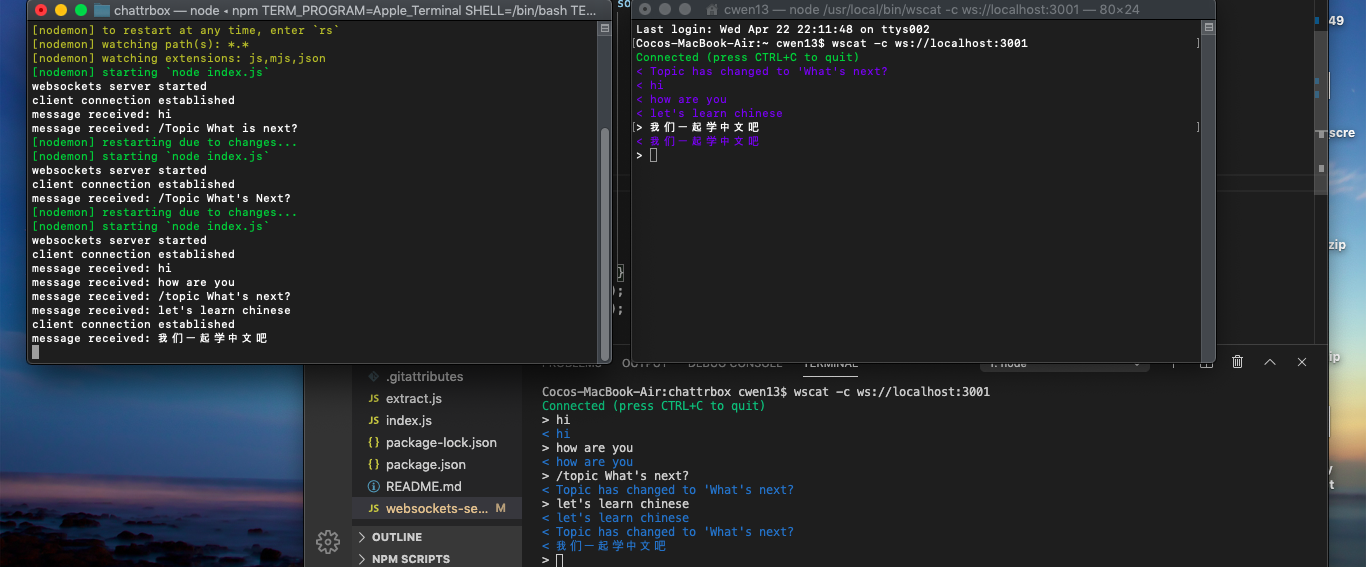 chattrbox — node ◂ npm TERM_PROGRAM=Apple_Terminal SHELL=/bin/bash TE...
[nodemon] to restart at any time, enter `rs`
[nodemon] watching path(s): *.*
[nodemon] watching extensions: js,mjs,json
[nodemon] starting `node index.js`
websockets server started
client connection established
message received: hi
message received: /Topic What is next?
[nodemon] restarting due to changes...
[nodemon] starting `node index.js`
websockets server started
client connection established
message received: /Topic What's Next?
[nodemon] restarting due to changes...
[nodemon] starting `node index.js`
websockets server started
client connection established
message received: hi
message received: how are you
message received: /topic What's next?
message received: let's learn chinese
client connection established
message received: 我们一起学中文吧
so
}
);
);
cwen13 — node /usr/local/bin/wscat -c ws://localhost:3001 — 80×24
Last login: Wed Apr 22 22:11:48 on ttys002
[Cocos-MacBook-Air:~ cwen13$ wscat -c ws://localhost:3001 ]
Connected (press CTRL+C to quit)
< Topic has changed to 'What's next?
< hi
< how are you
< let's learn chinese
[> 我们一起学中文吧 ]
< 我们一起学中文吧
>
49
scre
zip
ip
.gitattributes
JS extract.js
JS index.js
{} package-lock.json
{} package.json
README.md
JS websockets-se... M
OUTLINE
NPM SCRIPTS
PROBLEMS OUTPUT DEBUG CONSOLE TERMINAL 1: node
Cocos-MacBook-Air:chattrbox cwen13$ wscat -c ws://localhost:3001
Connected (press CTRL+C to quit)
> hi
< hi
> how are you
< how are you
> /topic What's next?
< Topic has changed to 'What's next?
> let's learn chinese
< let's learn chinese
< Topic has changed to 'What's next?
< 我们一起学中文吧
>